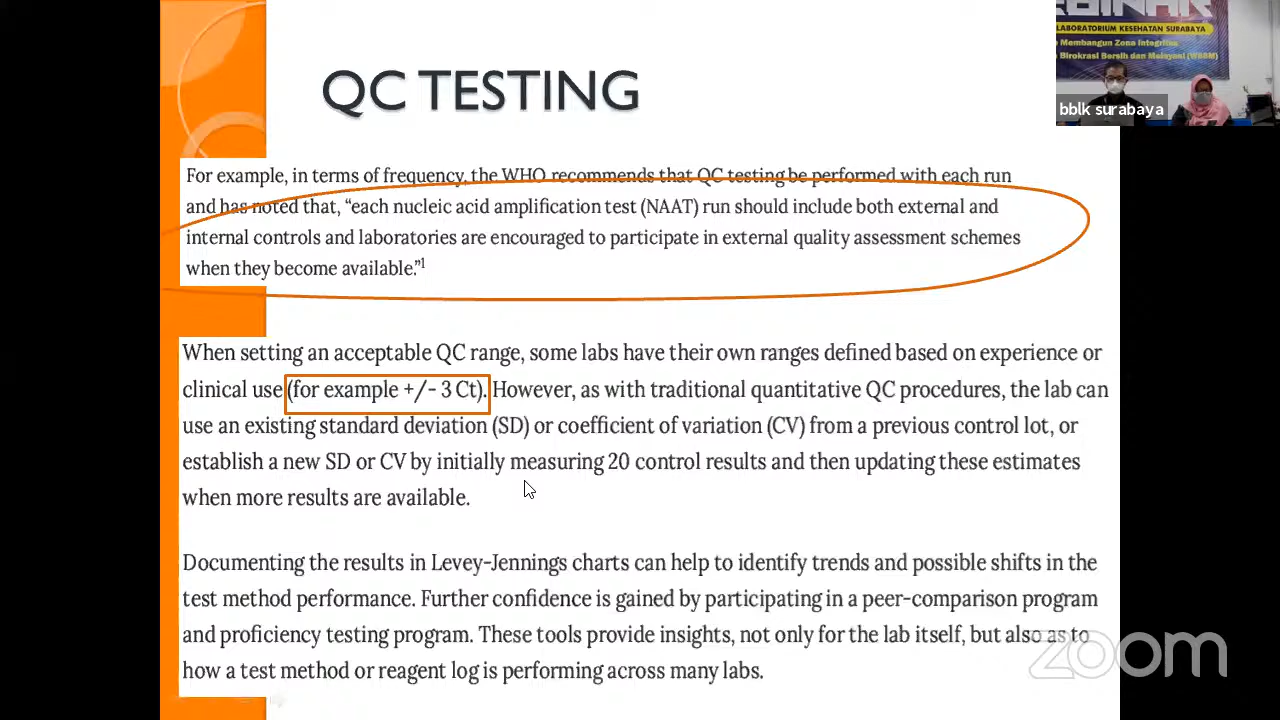 QC TESTING
For example, in terms of frequency, the WHO recommends that QC testing be performed with each run
and has noted that, “each nucleic acid amplification test (NAAT) run should include both external and
internal controls and laboratories are encouraged to participate in external quality assessment schemes
when they become available.”1
When setting an acceptable QC range, some labs have their own ranges defined based on experience or
clinical use (for example +/- 3 Ct). However, as with traditional quantitative QC procedures, the lab can
use an existing standard deviation (SD) or coefficient of variation (CV) from a previous control lot, or
establish a new SD or CV by initially measuring 20 control results and then updating these estimates
when more results are available.
Documenting the results in Levey-Jennings charts can help to identify trends and possible shifts in the
test method performance. Further confidence is gained by participating in a peer-comparison program
and proficiency testing program. These tools provide insights, not only for the lab itself, but also as to
how a test method or reagent log is performing across many labs.
LABORATORIUM KESEHATAN SURABAYA
Membangun Zona Integritas
Birokrasi Bersih dan Melayani (WBBM)
bblk surabaya
zoom